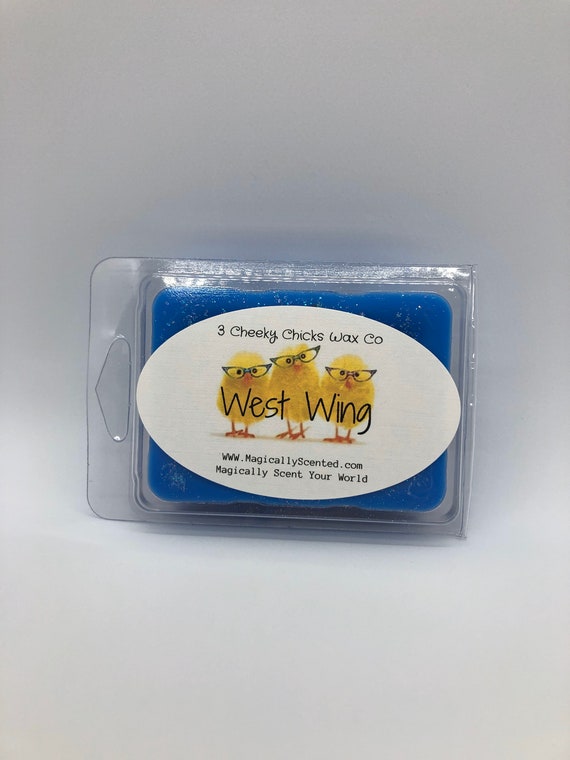 3 Cheeky Chicks Wax Co
West Wing
WWW.MagicallyScented.com
Magically Scent Your World